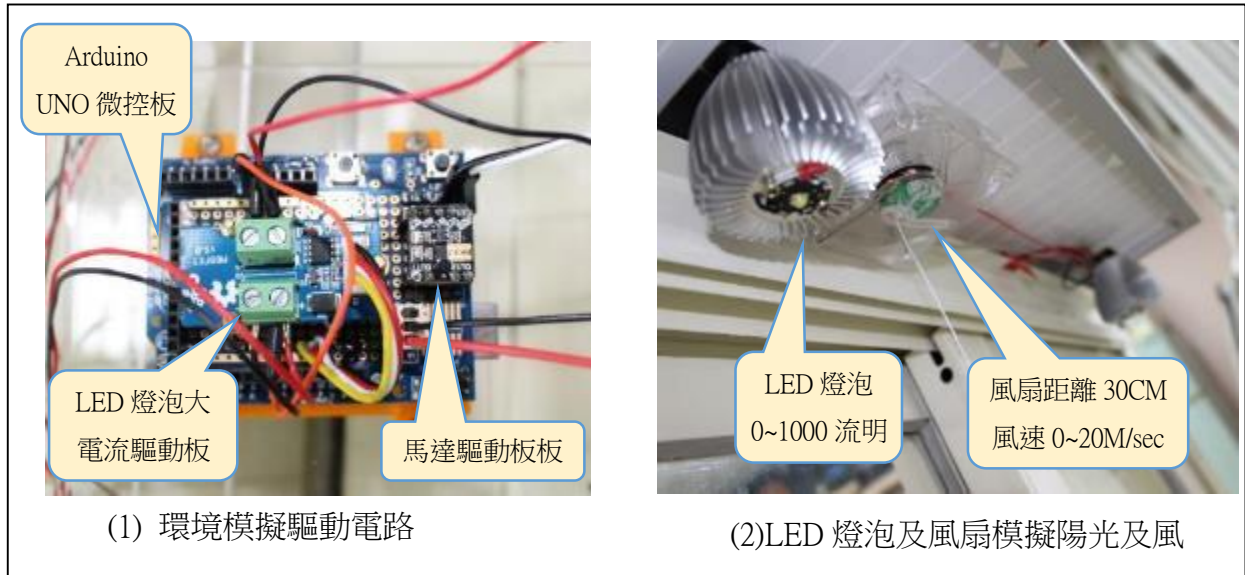 Arduino
UNO 微控板
LED 燈泡大
電流驅動板
馬達驅動板板
(1) 環境模擬驅動電路
LED 燈泡
0~1000 流明
風扇距離 30CM
風速 0~20M/sec
(2)LED 燈泡及風扇模擬陽光及風